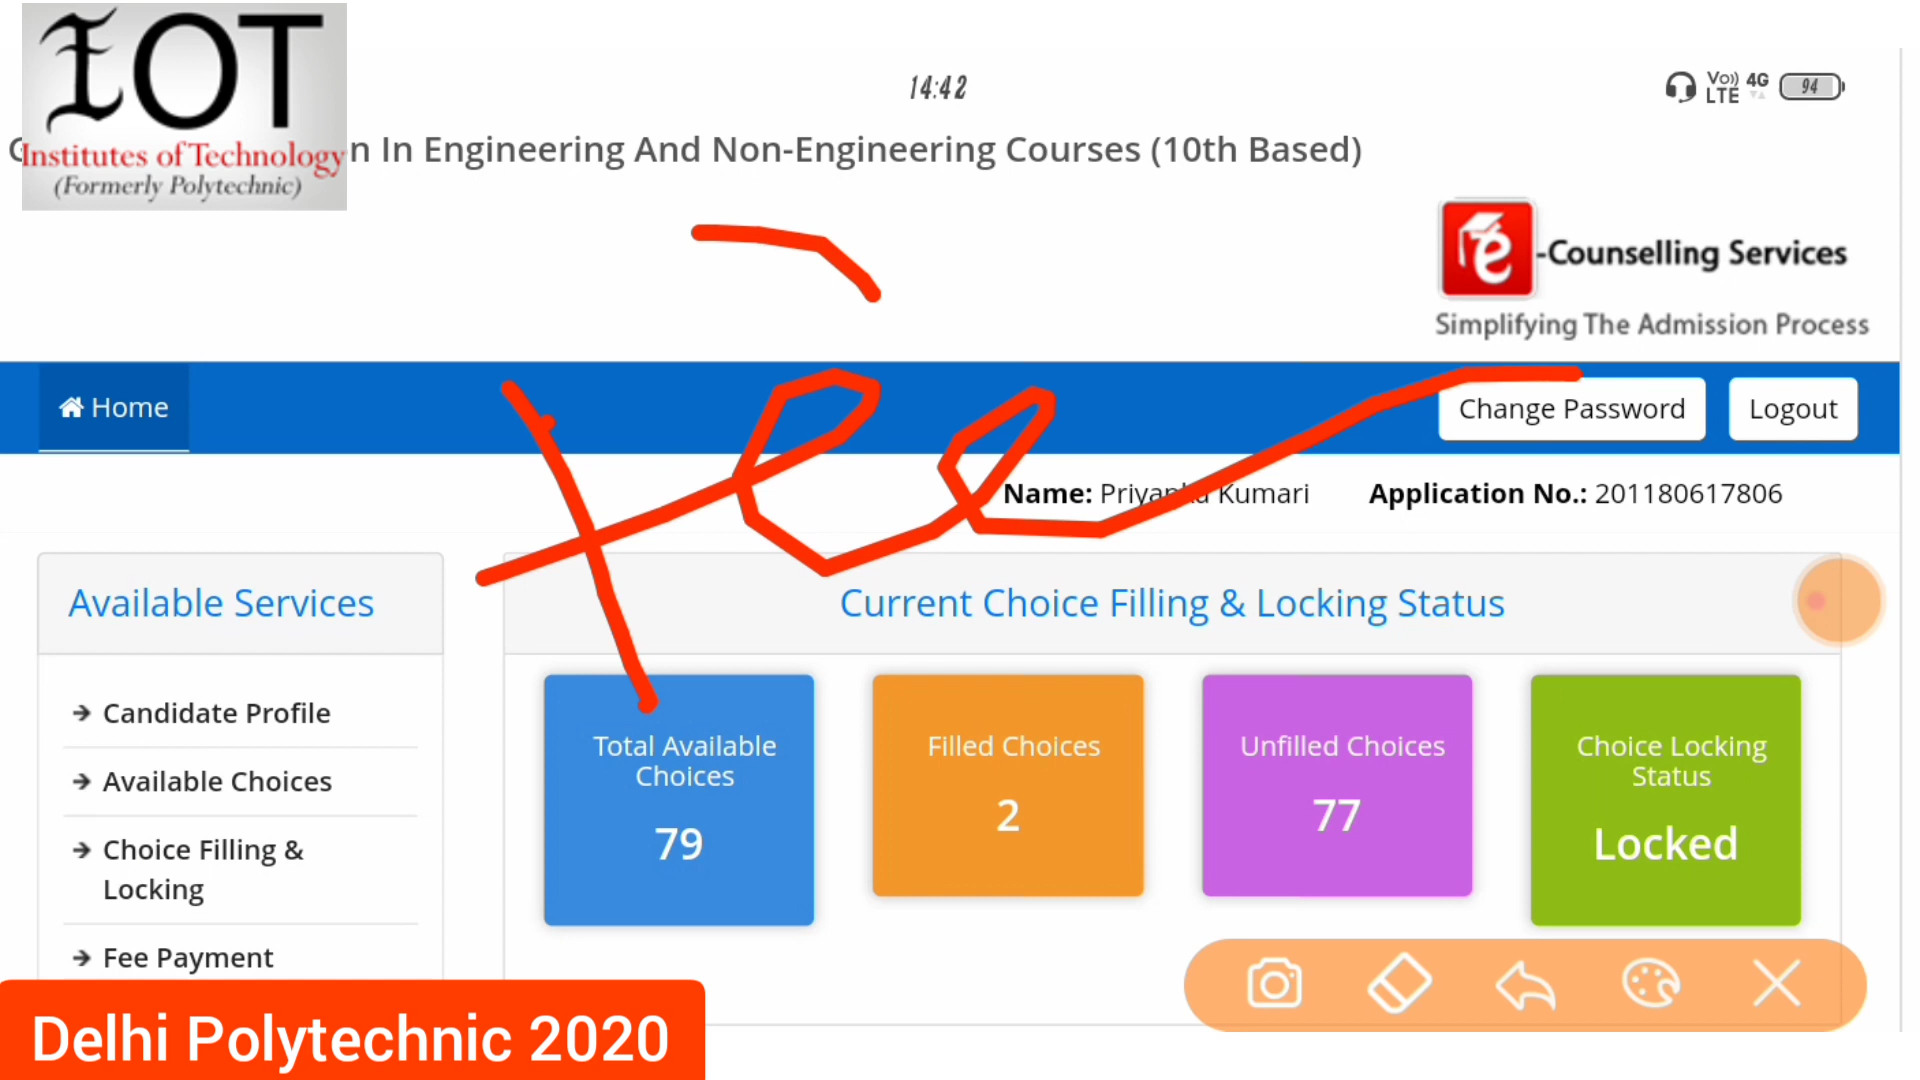 IOT
Institutes of Technology
(Formerly Polytechnic)
14:42
Vo)) LTE 4G 94
n In Engineering And Non-Engineering Courses (10th Based)
e-Counselling Services
Simplifying The Admission Process
Home
Change Password
Logout
Name: Priyanka Kumari
Application No.: 201180617806
Available Services
Candidate Profile
Available Choices
Choice Filling &
Locking
Fee Payment
Current Choice Filling & Locking Status
Total Available
Choices
79
Filled Choices
2
Unfilled Choices
77
Choice Locking
Status
Locked
Delhi Polytechnic 2020